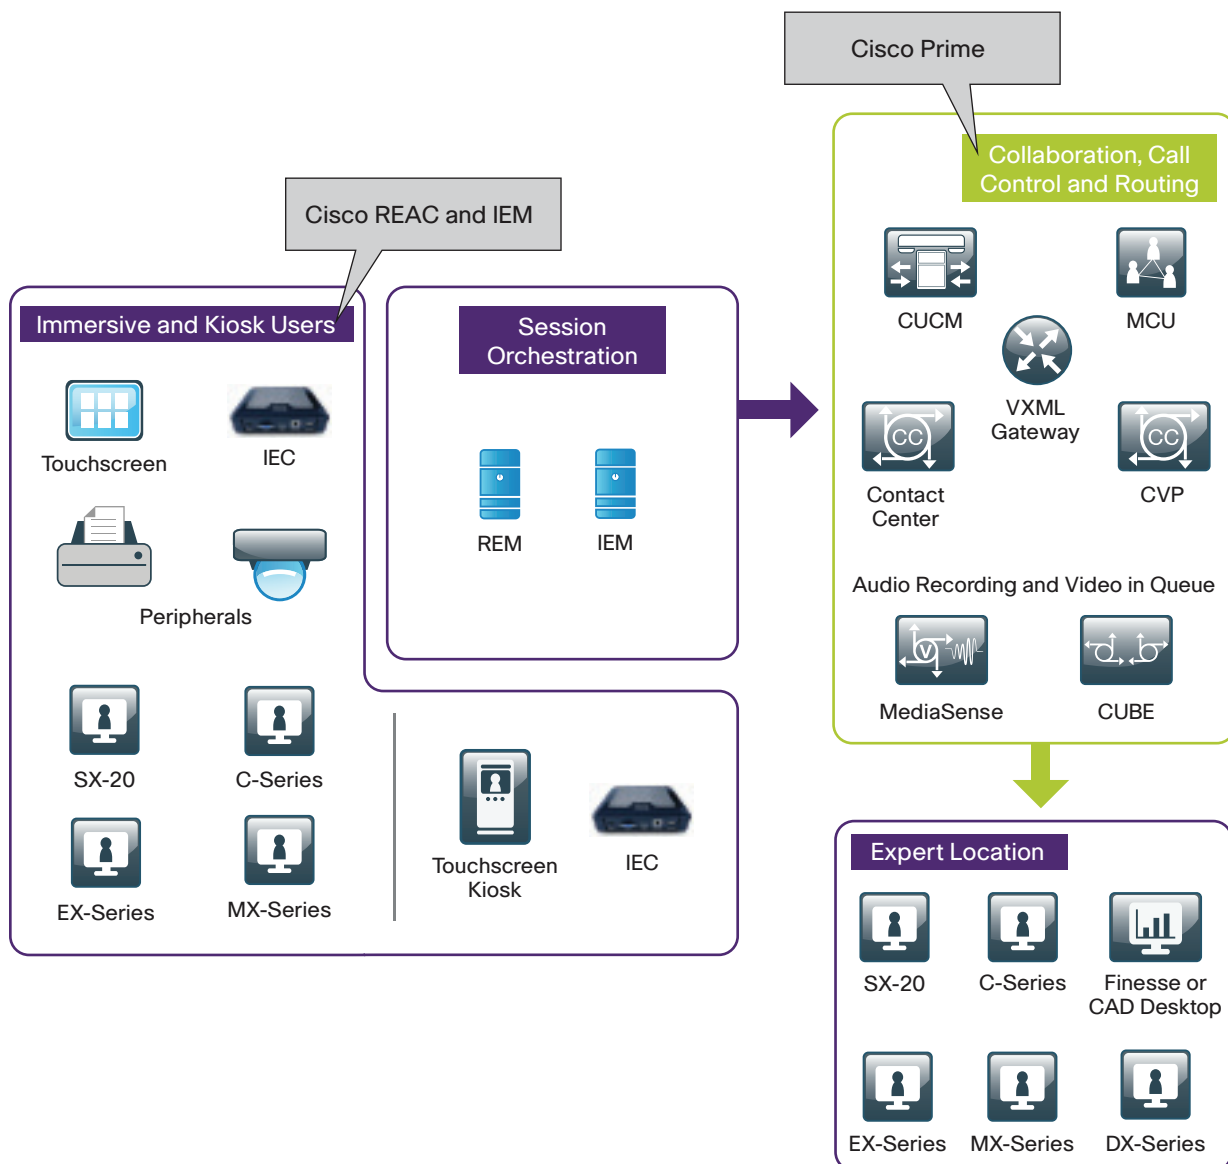 Cisco Prime
Collaboration, Call
Control and Routing
Cisco REAC and IEM
Immersive and Kiosk Users
Session
Orchestration
CUCM
MCU
VXML
Gateway
Touchscreen
IEC
CC
CC
Contact
Center
CVP
REM
IEM
Peripherals
Audio Recording and Video in Queue
V
MediaSense
CUBE
SX-20
C-Series
Touchscreen
Kiosk
IEC
EX-Series
MX-Series
Expert Location
SX-20
C-Series
Finesse or
CAD Desktop
EX-Series
MX-Series
DX-Series